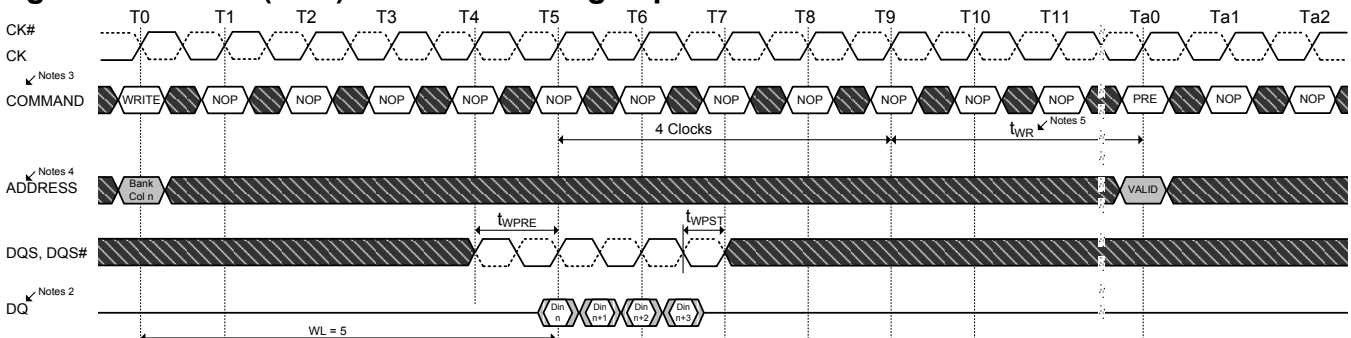 T0 T1 T2 T3 T4 T5 T6 T7 T8 T9 T10 T11 Ta0 Ta1 Ta2
CK#
CK
Notes 3
COMMAND WRITE NOP NOP NOP NOP NOP NOP NOP NOP NOP NOP NOP PRE NOP NOP
4 Clocks tWR Notes 5
Notes 4
ADDRESS Bank Col n VALID
tWPRE tWPST
DQS, DQS#
Notes 2
DQ Din n Din n+1 Din n+2 Din n+3
WL = 5